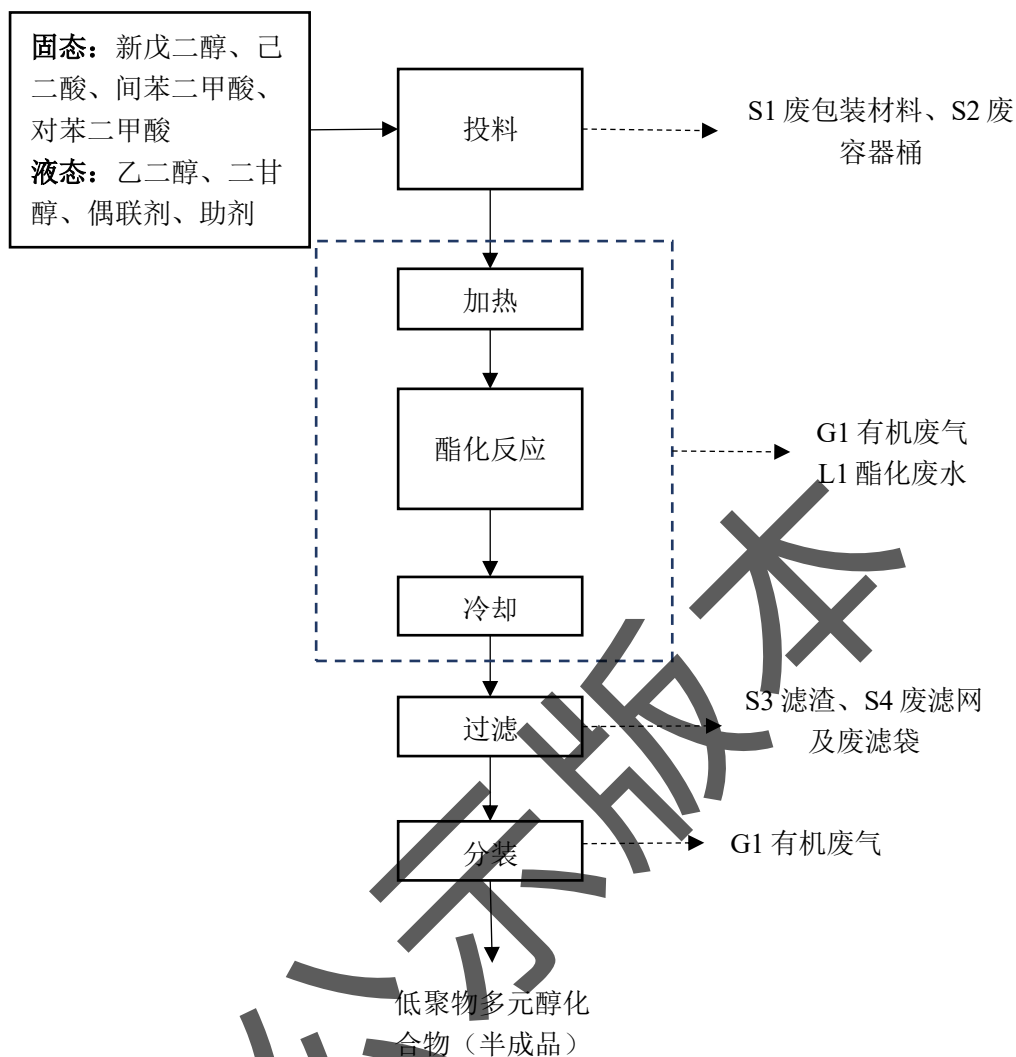 固态：新戊二醇、己
二酸、间苯二甲酸、
对苯二甲酸
液态：乙二醇、二甘
醇、偶联剂、助剂
投料
S1 废包装材料、S2 废
容器桶
加热
酯化反应
G1 有机废气
L1 酯化废水
冷却
过滤
S3 滤渣、S4 废滤网
及废滤袋
分装
G1 有机废气
低聚物多元醇化
合物（半成品）
公示版本